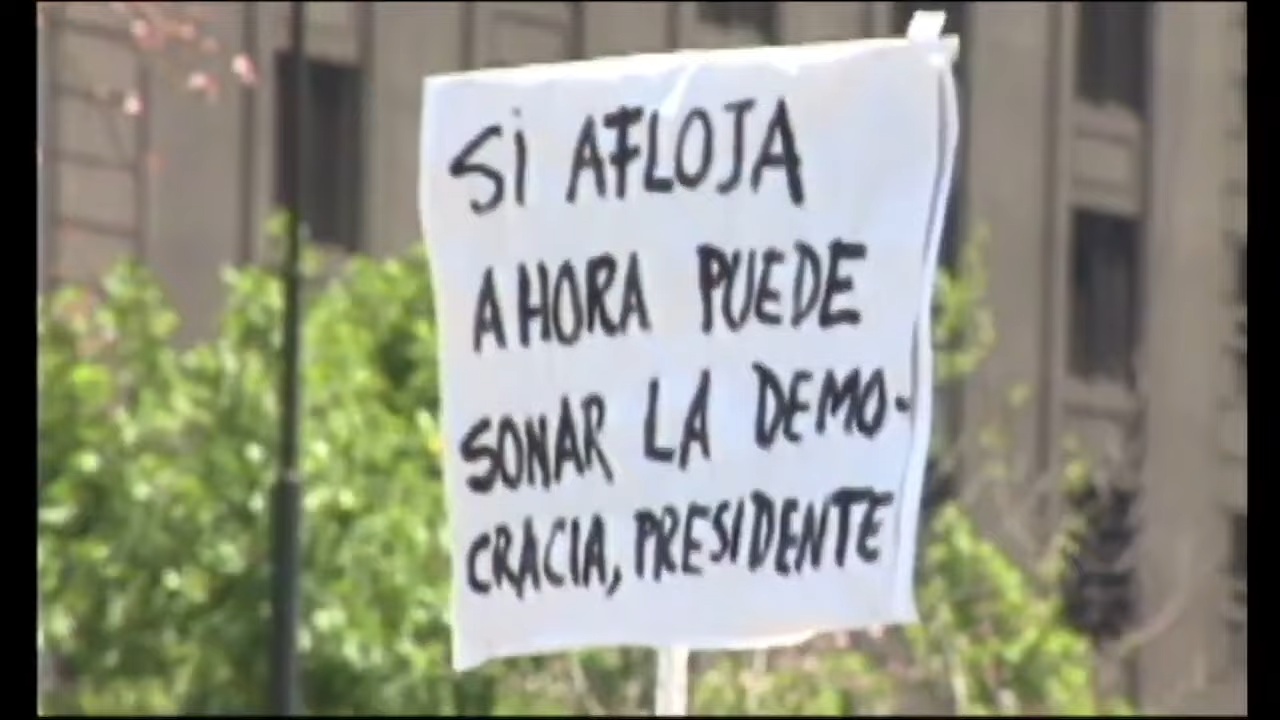 Si AFLOJA
AHORA PUEDE
SONAR LA DEMO-
CRACIA, PRESIDENTE